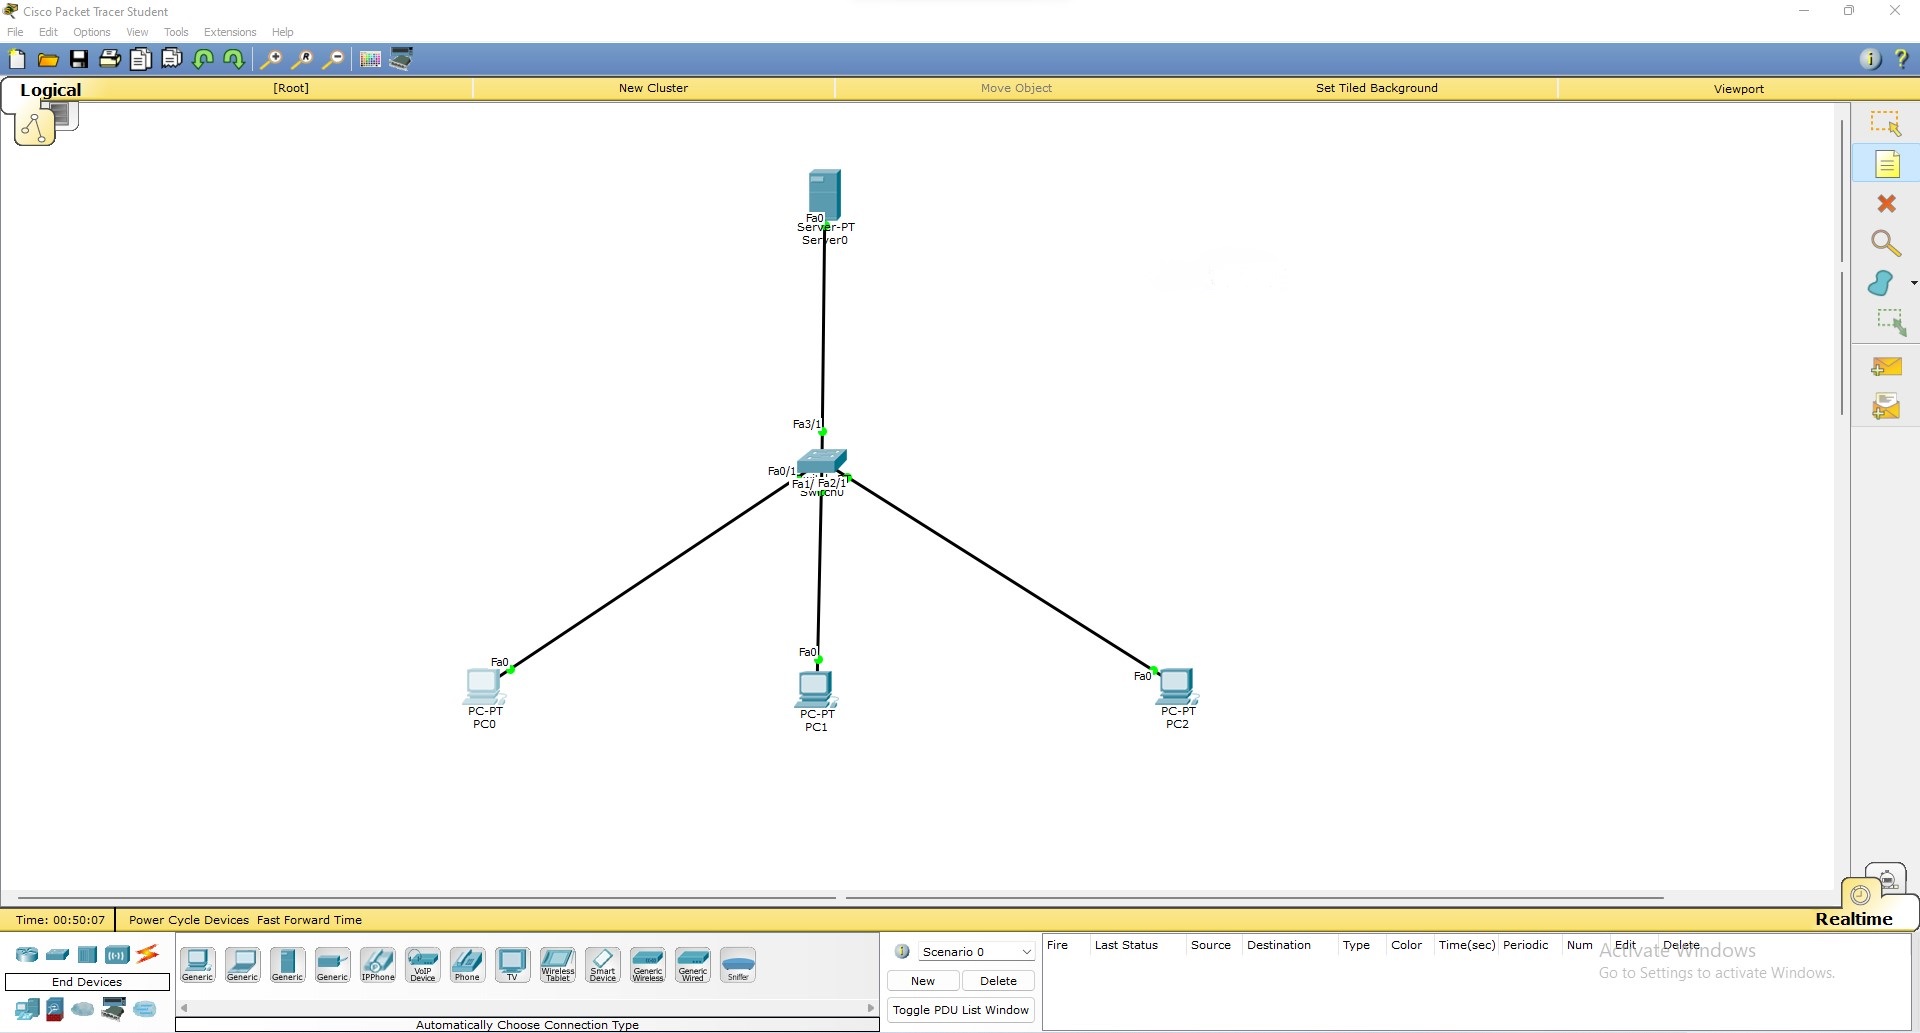 Cisco Packet Tracer Student
File Edit Options View Tools Extensions Help
Logical [Root] New Cluster Move Object Set Tiled Background Viewport
Fa0
Server-PT
Server0
Fa3/1
Fa0/1
Fa1/ Fa2/1
Switch0
Fa0
PC-PT
PC0
Fa0
PC-PT
PC1
Fa0
PC-PT
PC2
Time: 00:50:07 Power Cycle Devices Fast Forward Time
Realtime
End Devices
Generic Generic Generic Generic IPPhone VoIP Device Phone TV Wireless Tablet Smart Device Generic Wireless Generic Wired Sniffer
Automatically Choose Connection Type
Scenario 0
New Delete
Toggle PDU List Window
Fire Last Status Source Destination Type Color Time(sec) Periodic Num Edit Delete
Activate Windows
Go to Settings to activate Windows.